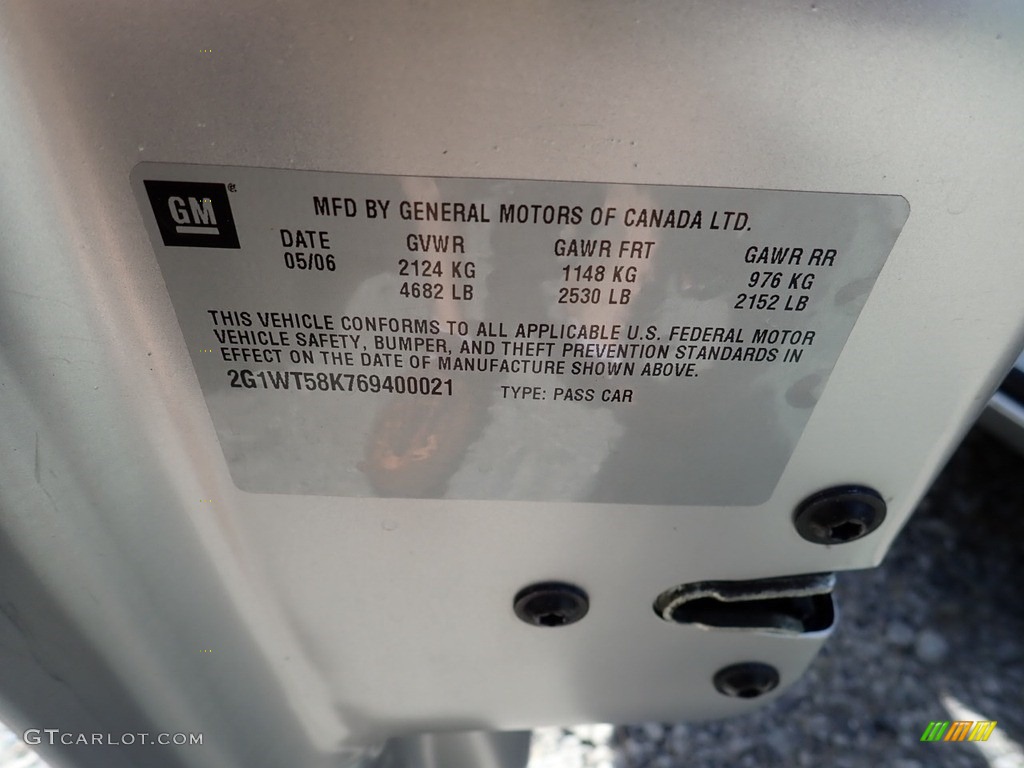 GM®
MFD BY GENERAL MOTORS OF CANADA LTD.
DATE GVWR GAWR FRT GAWR RR
05/06 2124 KG 1148 KG 976 KG
4682 LB 2530 LB 2152 LB
THIS VEHICLE CONFORMS TO ALL APPLICABLE U.S. FEDERAL MOTOR
VEHICLE SAFETY, BUMPER, AND THEFT PREVENTION STANDARDS IN
EFFECT ON THE DATE OF MANUFACTURE SHOWN ABOVE.
2G1WT58K769400021 TYPE: PASS CAR
GTCARLOT.COM